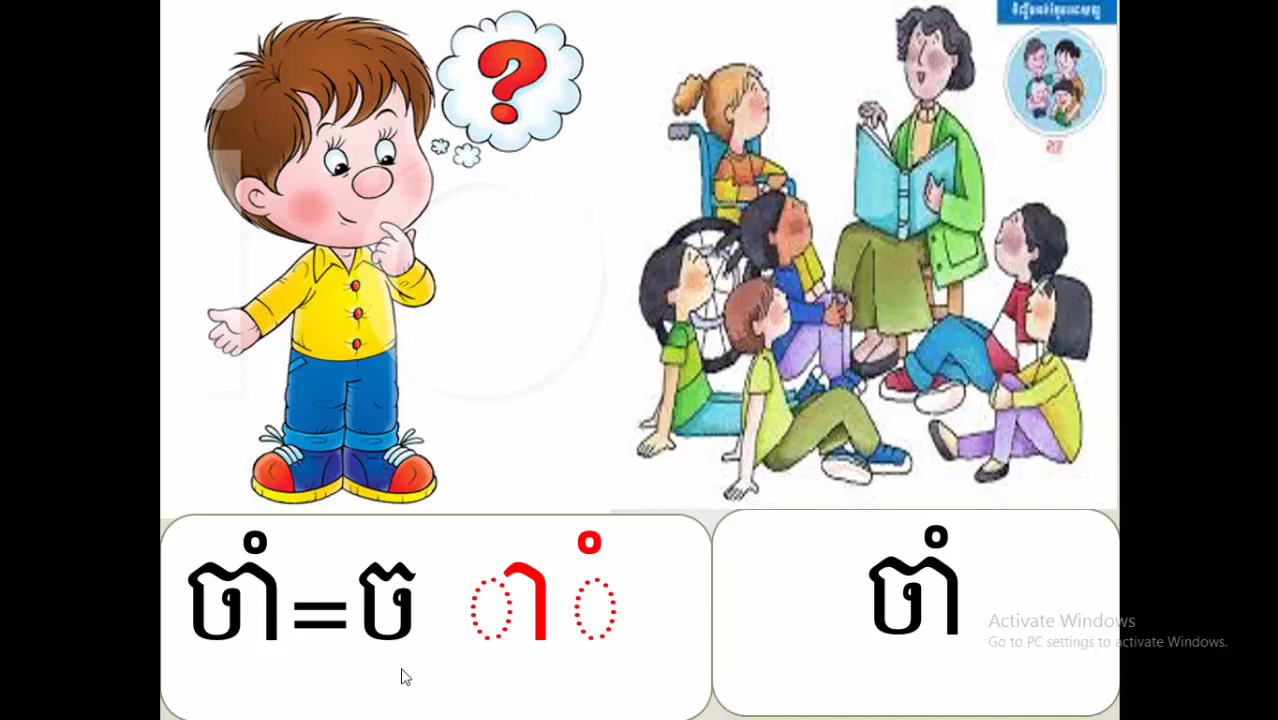 ចាំ=ច ា ំ
ចាំ
Activate Windows
Go to PC settings to activate Windows.